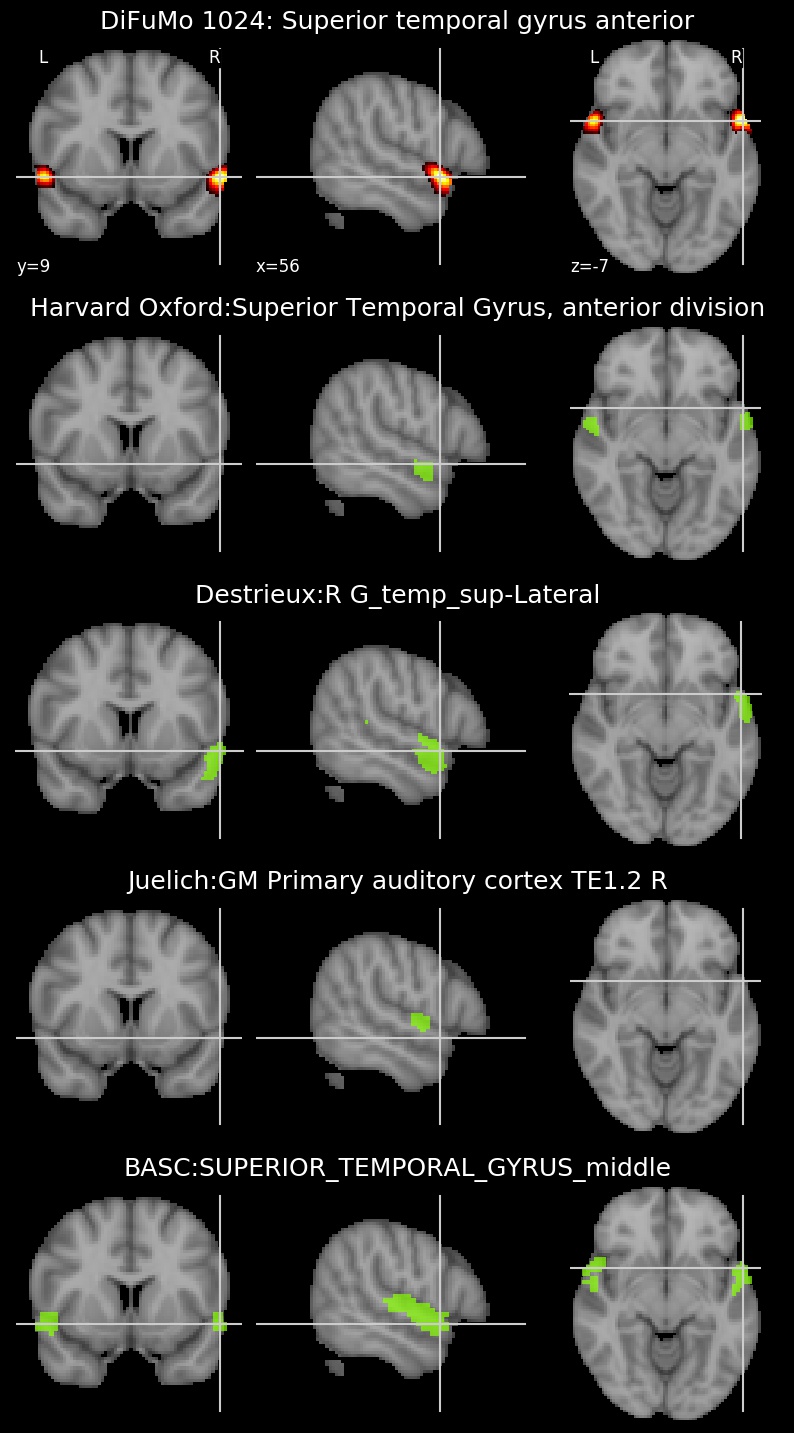 DiFuMo 1024: Superior temporal gyrus anterior
L R L R
y=9 x=56 z=-7
Harvard Oxford:Superior Temporal Gyrus, anterior division
Destrieux:R G_temp_sup-Lateral
Juelich:GM Primary auditory cortex TE1.2 R
BASC:SUPERIOR_TEMPORAL_GYRUS_middle